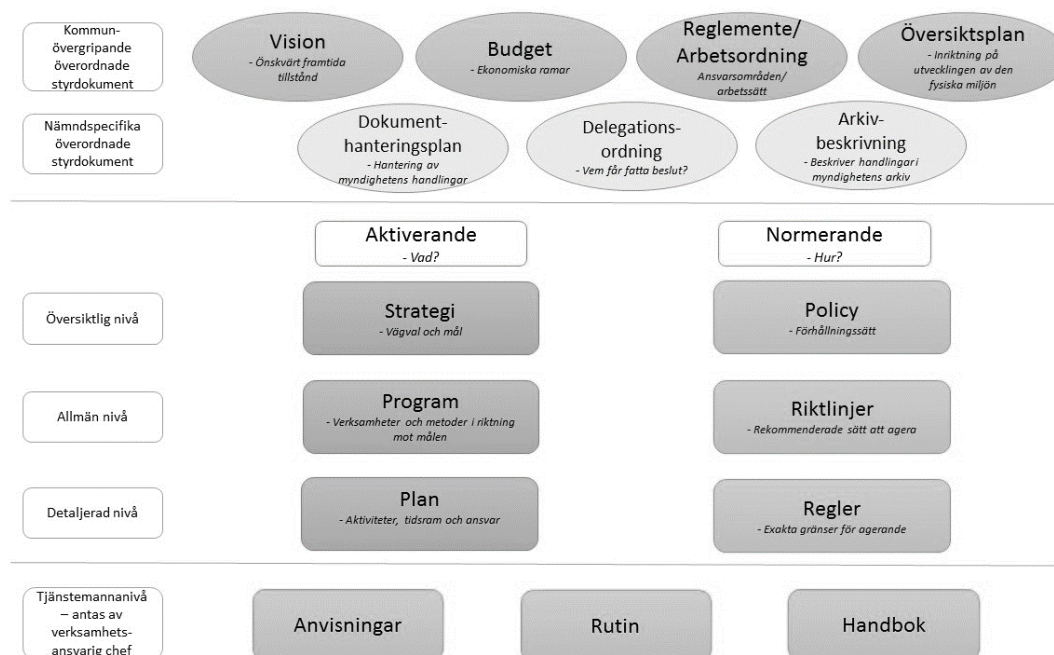 Kommun-
övergripande
överordnade
styrdokument
Vision
- Önskvärt framtida
tillstånd
Budget
- Ekonomiska ramar
Reglemente/
Arbetsordning
Ansvarsområden/
arbetssätt
Översiktsplan
- Inriktning på
utvecklingen av den
fysiska miljön
Nämndspecifika
överordnade
styrdokument
Dokument-
hanteringsplan
- Hantering av
myndighetens handlingar
Delegations-
ordning
- Vem får fatta beslut?
Arkiv-
beskrivning
- Beskriver handlingar i
myndighetens arkiv
Aktiverande
- Vad?
Normerande
- Hur?
Översiktlig nivå
Strategi
- Vägval och mål
Policy
- Förhållningssätt
Allmän nivå
Program
- Verksamheter och metoder i riktning
mot målen
Riktlinjer
- Rekommenderade sätt att agera
Detaljerad nivå
Plan
- Aktiviteter, tidsram och ansvar
Regler
- Exakta gränser för agerande
Tjänstemannanivå
– antas av
verksamhets-
ansvarig chef
Anvisningar
Rutin
Handbok